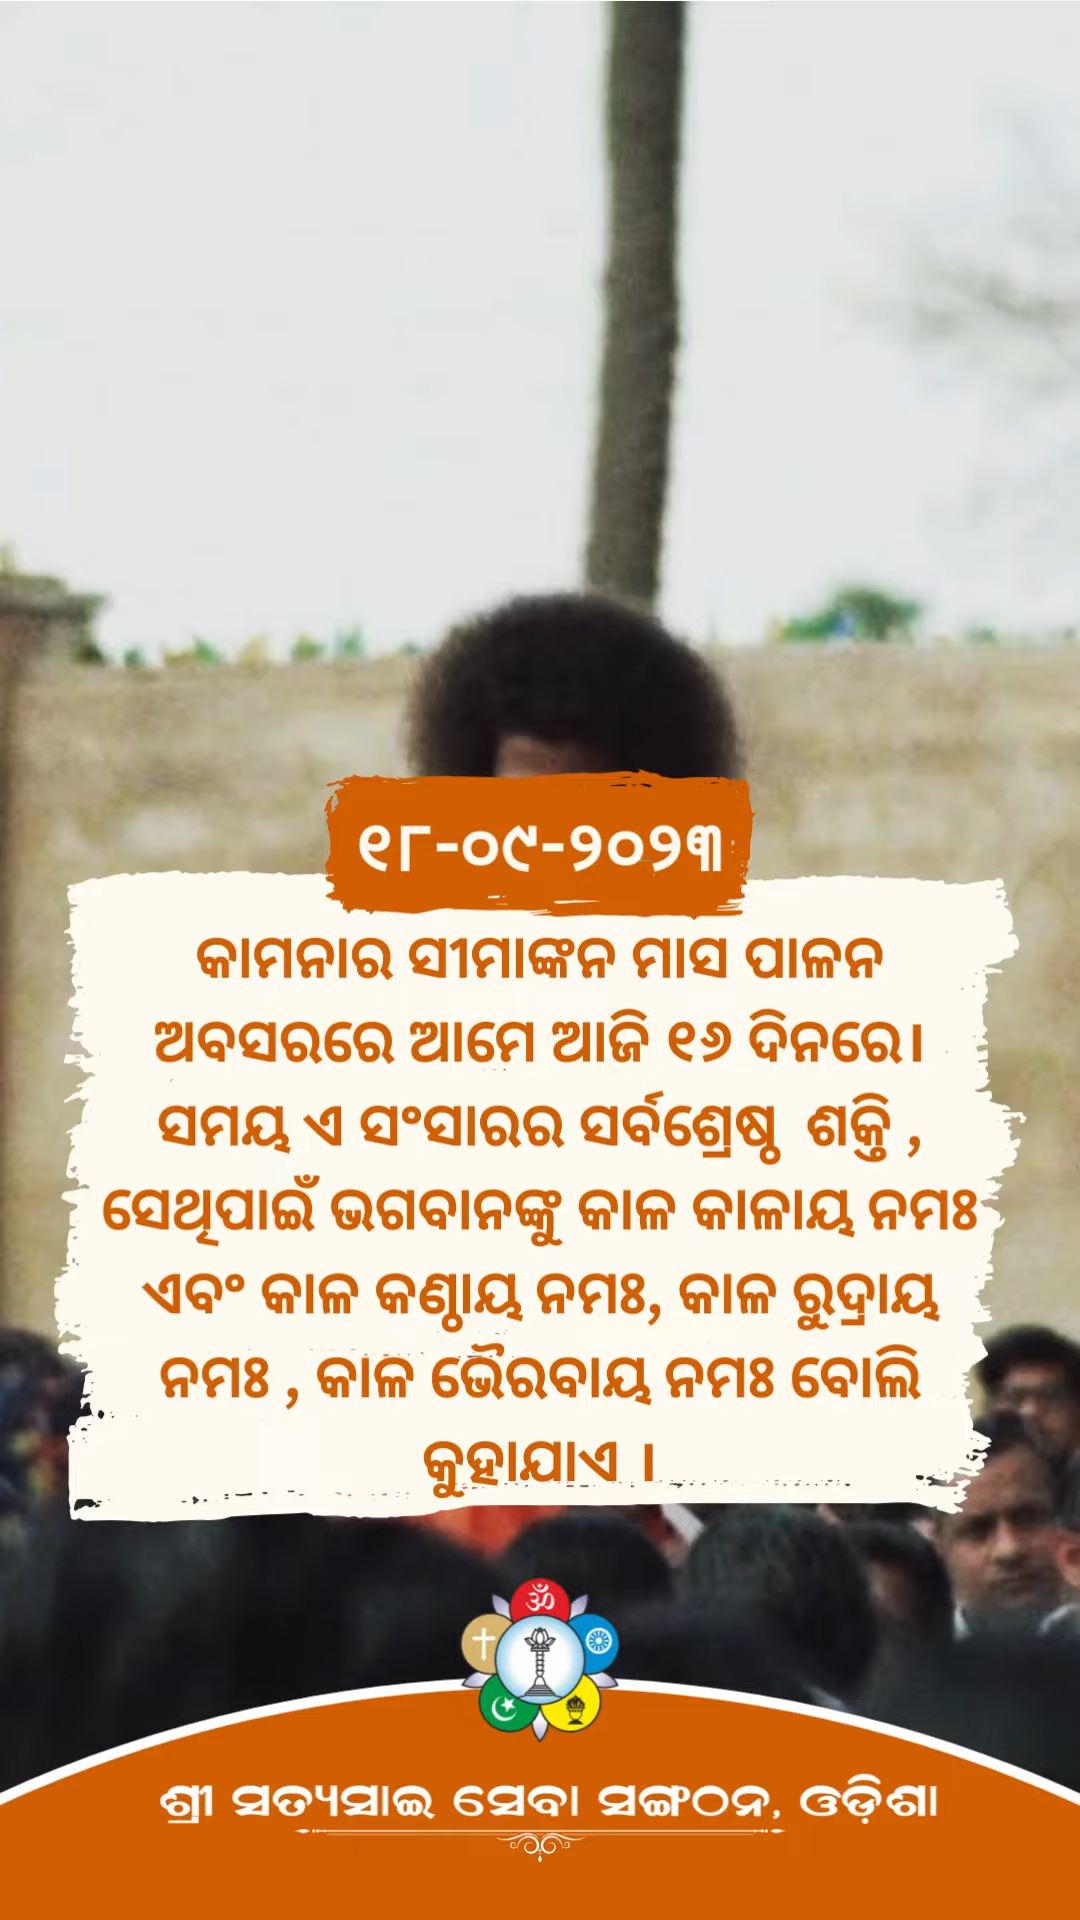 ୧୮-୦୯-୨୦୨୩
କାମନାର ସୀମାଙ୍କନ ମାସ ପାଳନ
ଅବସରରେ ଆମେ ଆଜି ୧୬ ଦିନରେ।
ସମୟ ଏ ସଂସାରର ସର୍ବଶ୍ରେଷ୍ଠ ଶକ୍ତି ,
ସେଥିପାଇଁ ଭଗବାନଙ୍କୁ କାଳ କାଳାୟ ନମଃ
ଏବଂ କାଳ କଣ୍ଠାୟ ନମଃ, କାଳ ରୁଦ୍ରାୟ
ନମଃ , କାଳ ଭୈରବାୟ ନମଃ ବୋଲି
କୁହାଯାଏ ।
ॐ
ଶ୍ରୀ ସତ୍ୟସାଇ ସେବା ସଙ୍ଗଠନ, ଓଡ଼ିଶା